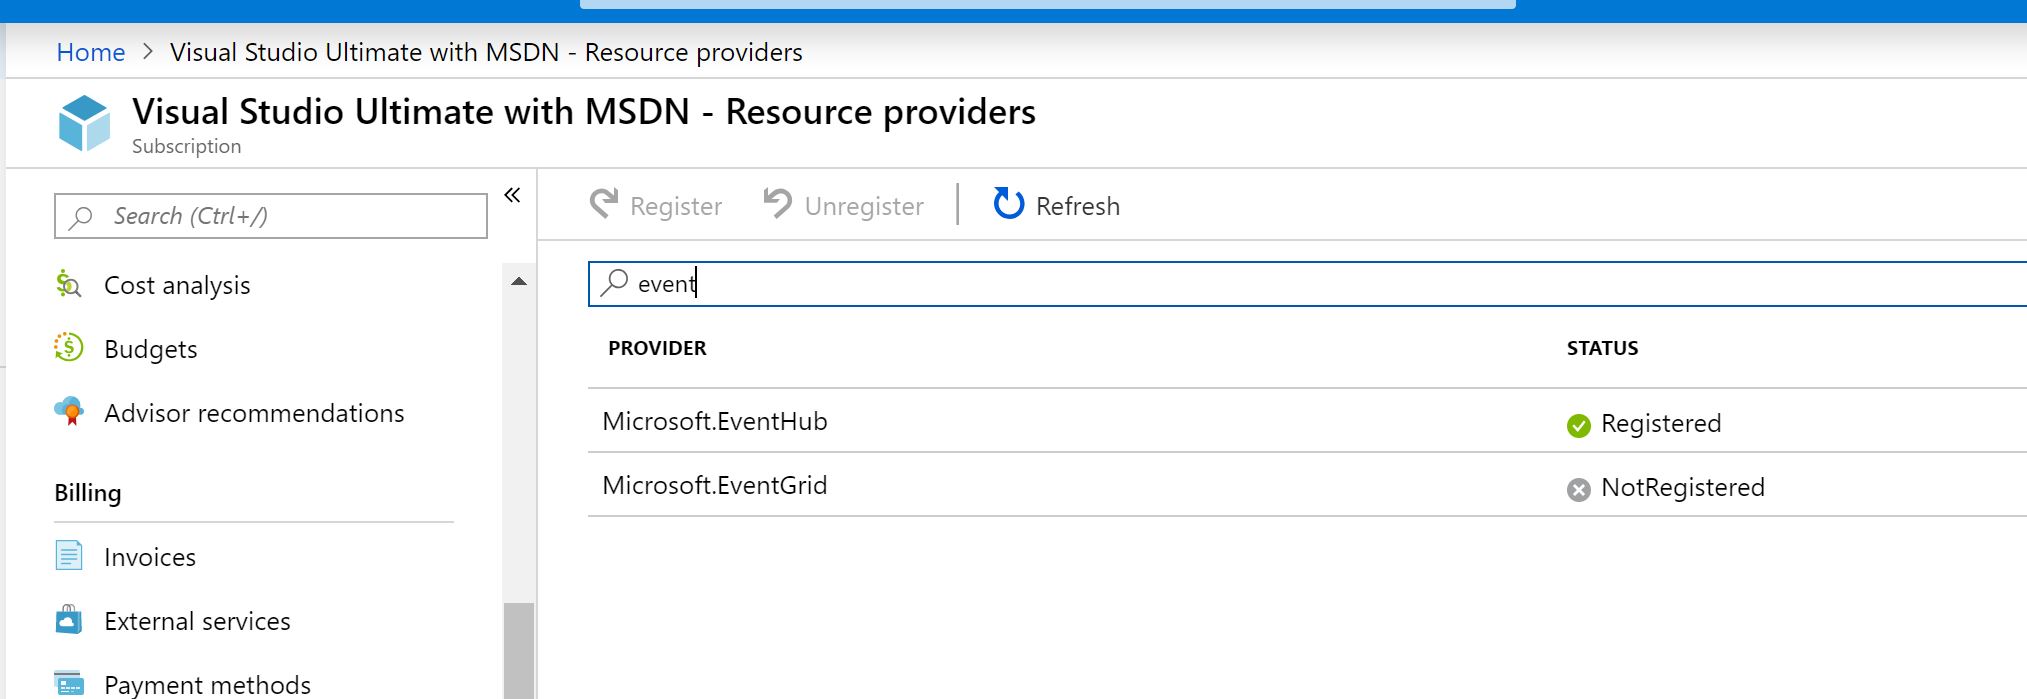 Home > Visual Studio Ultimate with MSDN - Resource providers
Visual Studio Ultimate with MSDN - Resource providers
Subscription
Search (Ctrl+/)
«
Cost analysis
Budgets
Advisor recommendations
Billing
Invoices
External services
Payment methods
Register
Unregister
Refresh
event
PROVIDER STATUS
Microsoft.EventHub Registered
Microsoft.EventGrid NotRegistered